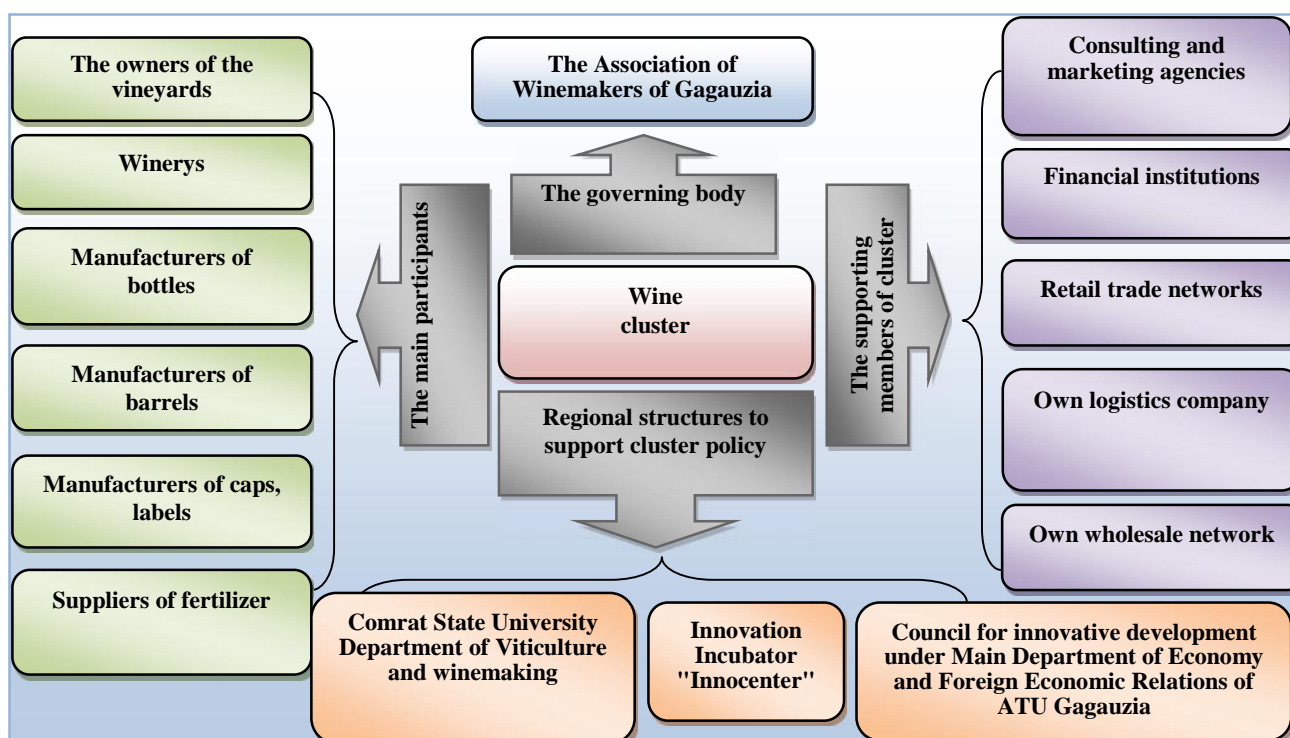 The owners of the
vineyards
Winerys
Manufacturers of
bottles
Manufacturers of
barrels
Manufacturers of caps,
labels
Suppliers of fertilizer
The main participants
The Association of
Winemakers of Gagauzia
The governing body
Wine
cluster
Regional structures to
support cluster policy
The supporting
members of cluster
Consulting and
marketing agencies
Financial institutions
Retail trade networks
Own logistics company
Own wholesale network
Comrat State University
Department of Viticulture
and winemaking
Innovation
Incubator
"Innocenter"
Council for innovative development
under Main Department of Economy
and Foreign Economic Relations of
ATU Gagauzia